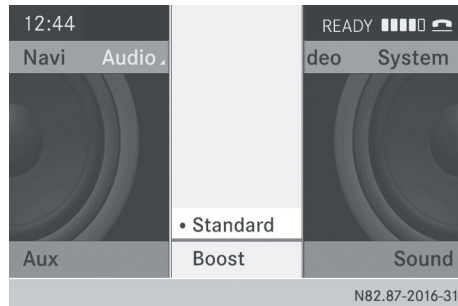 12:44 READY
Navi Audio deo System
• Standard
Aux Boost Sound
N82.87-2016-31